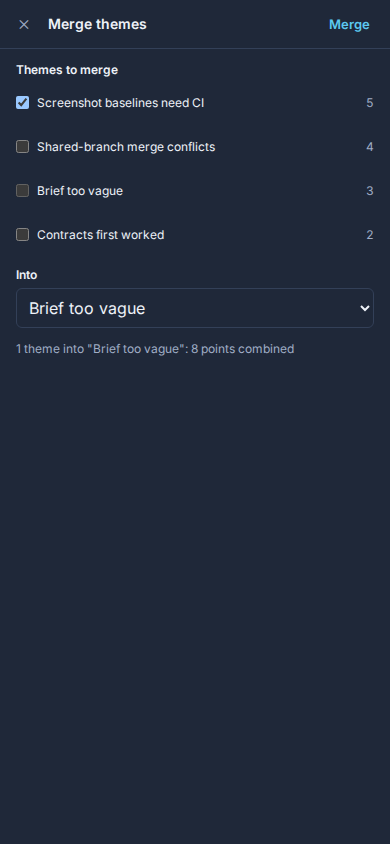 Merge themes
Merge
Themes to merge
Screenshot baselines need CI 5
Shared-branch merge conflicts 4
Brief too vague 3
Contracts first worked 2
Into
Brief too vague
1 theme into "Brief too vague": 8 points combined